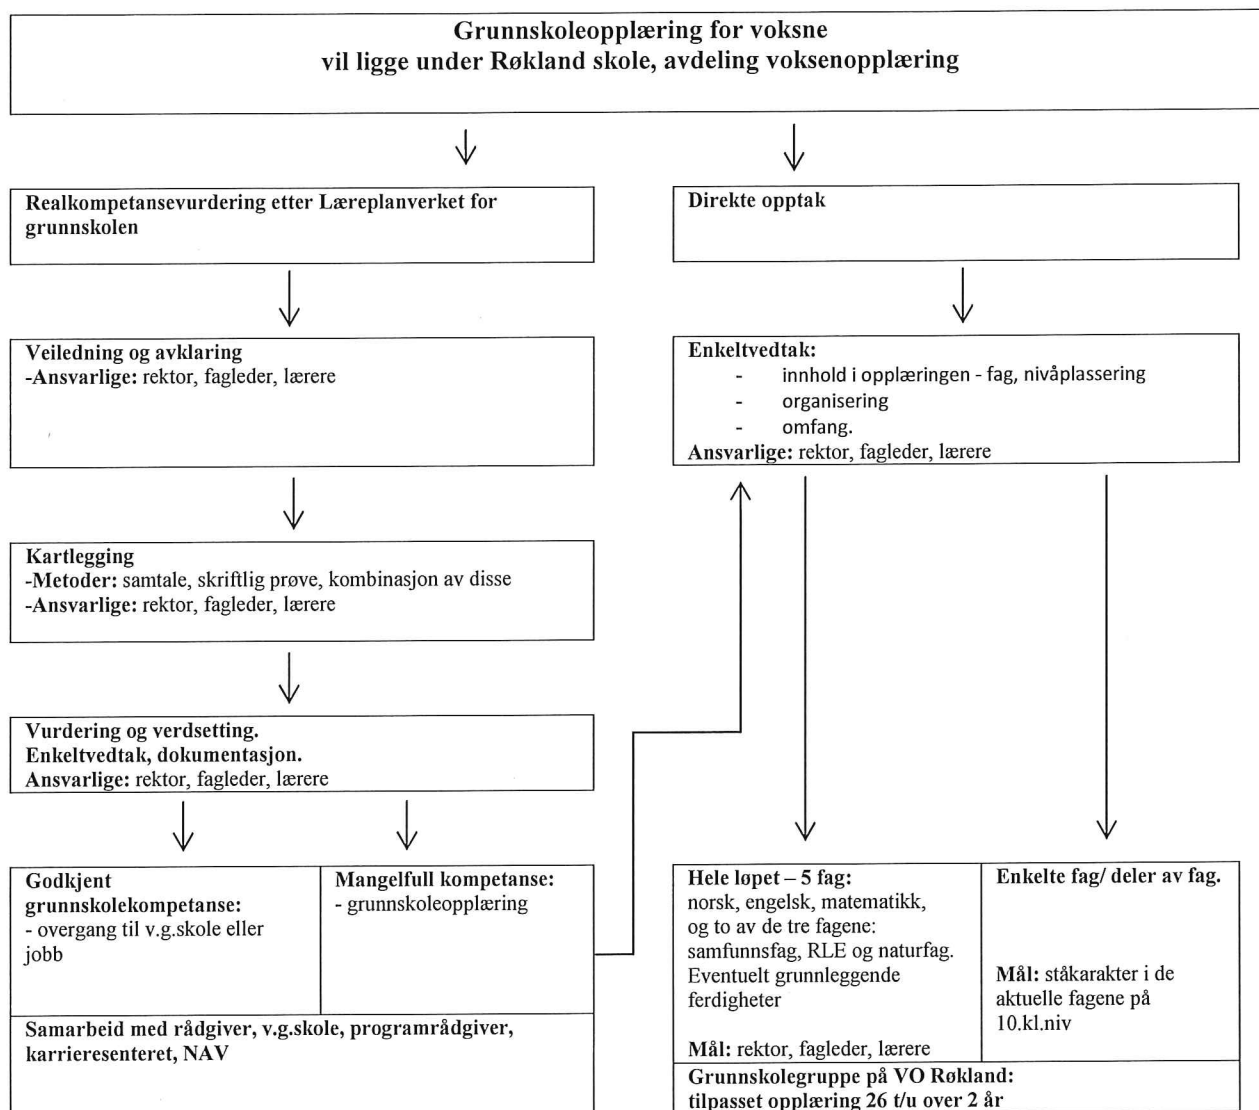 Grunnskoleopplæring for voksne
vil ligge under Røkland skole, avdeling voksenopplæring
Realkompetansevurdering etter Læreplanverket for
grunnskolen
Direkte opptak
Veiledning og avklaring
-Ansvarlige: rektor, fagleder, lærere
Enkeltvedtak:
- innhold i opplæringen - fag, nivåplassering
- organisering
- omfang.
Ansvarlige: rektor, fagleder, lærere
Kartlegging
-Metoder: samtale, skriftlig prøve, kombinasjon av disse
-Ansvarlige: rektor, fagleder, lærere
Vurdering og verdsetting.
Enkeltvedtak, dokumentasjon.
Ansvarlige: rektor, fagleder, lærere
Godkjent
grunnskolekompetanse:
- overgang til v.g.skole eller
jobb
Mangelfull kompetanse:
- grunnskoleopplæring
Samarbeid med rådgiver, v.g.skole, programrådgiver,
karrieresenteret, NAV
Hele løpet – 5 fag:
norsk, engelsk, matematikk,
og to av de tre fagene:
samfunnsfag, RLE og naturfag.
Eventuelt grunnleggende
ferdigheter
Mål: rektor, fagleder, lærere
Enkelte fag/ deler av fag.
Mål: ståkarakter i de
aktuelle fagene på
10.kl.niv
Grunnskolegruppe på VO Røkland:
tilpasset opplæring 26 t/u over 2 år